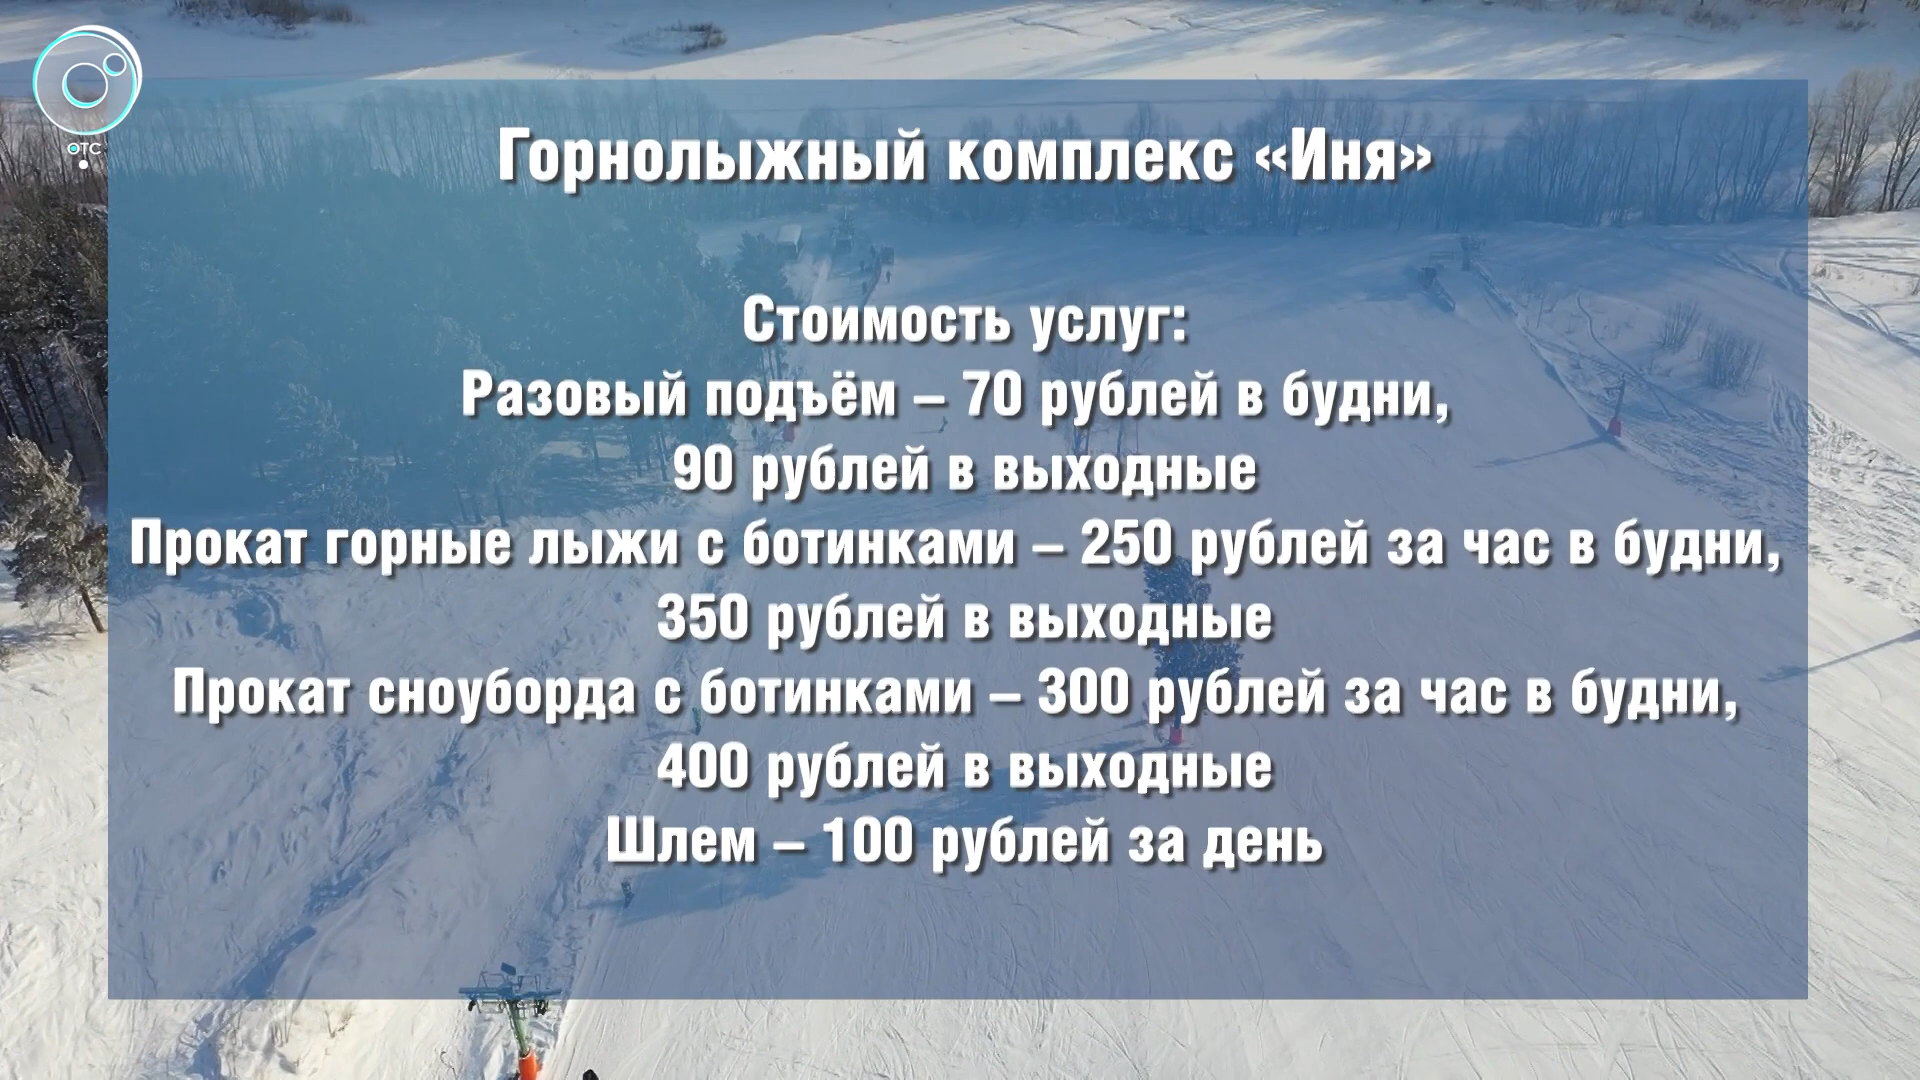 ОТС
Горнолыжный комплекс «Иня»
Стоимость услуг:
Разовый подъём – 70 рублей в будни,
90 рублей в выходные
Прокат горные лыжи с ботинками – 250 рублей за час в будни,
350 рублей в выходные
Прокат сноуборда с ботинками – 300 рублей за час в будни,
400 рублей в выходные
Шлем – 100 рублей за день